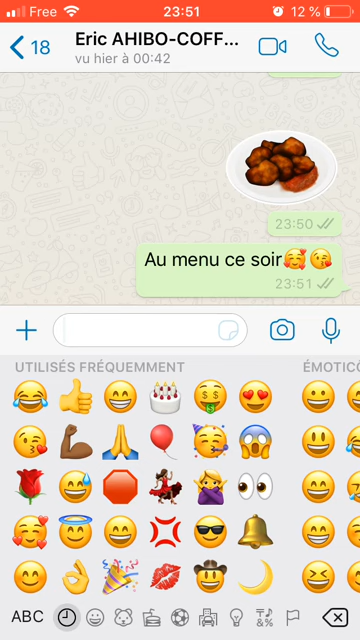 Free 23:51 12 %
18 Eric AHIBO-COFF...
vu hier à 00:42
23:50
Au menu ce soir🥰 😘
23:51
UTILISÉS FRÉQUEMMENT ÉMOTICÔ
ABC